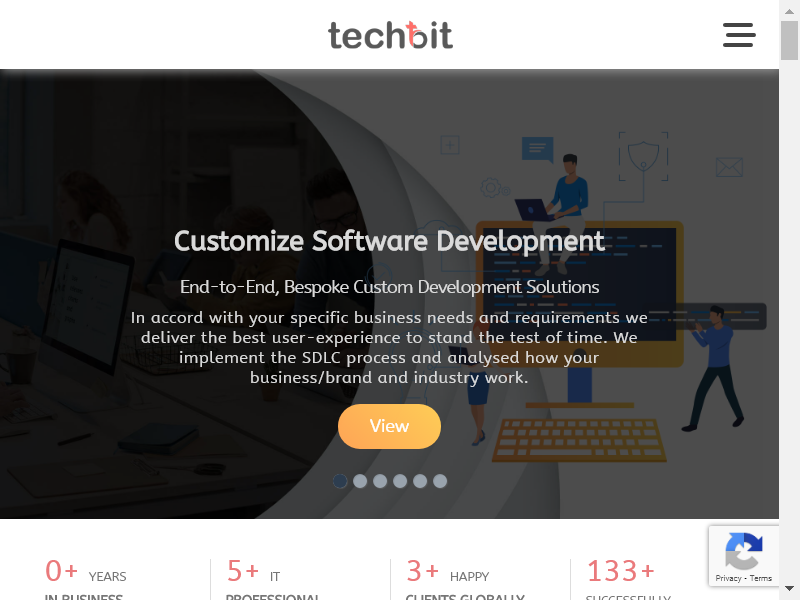 techbit
Customize Software Development
End-to-End, Bespoke Custom Development Solutions
In accord with your specific business needs and requirements we
deliver the best user-experience to stand the test of time. We
implement the SDLC process and analysed how your
business/brand and industry work.
View
0+ YEARS
IN BUSINESS
5+ IT
PROFESSIONAL
3+ HAPPY
CLIENTS GLOBALLY
133+
SUCCESSFULLY
Privacy - Terms